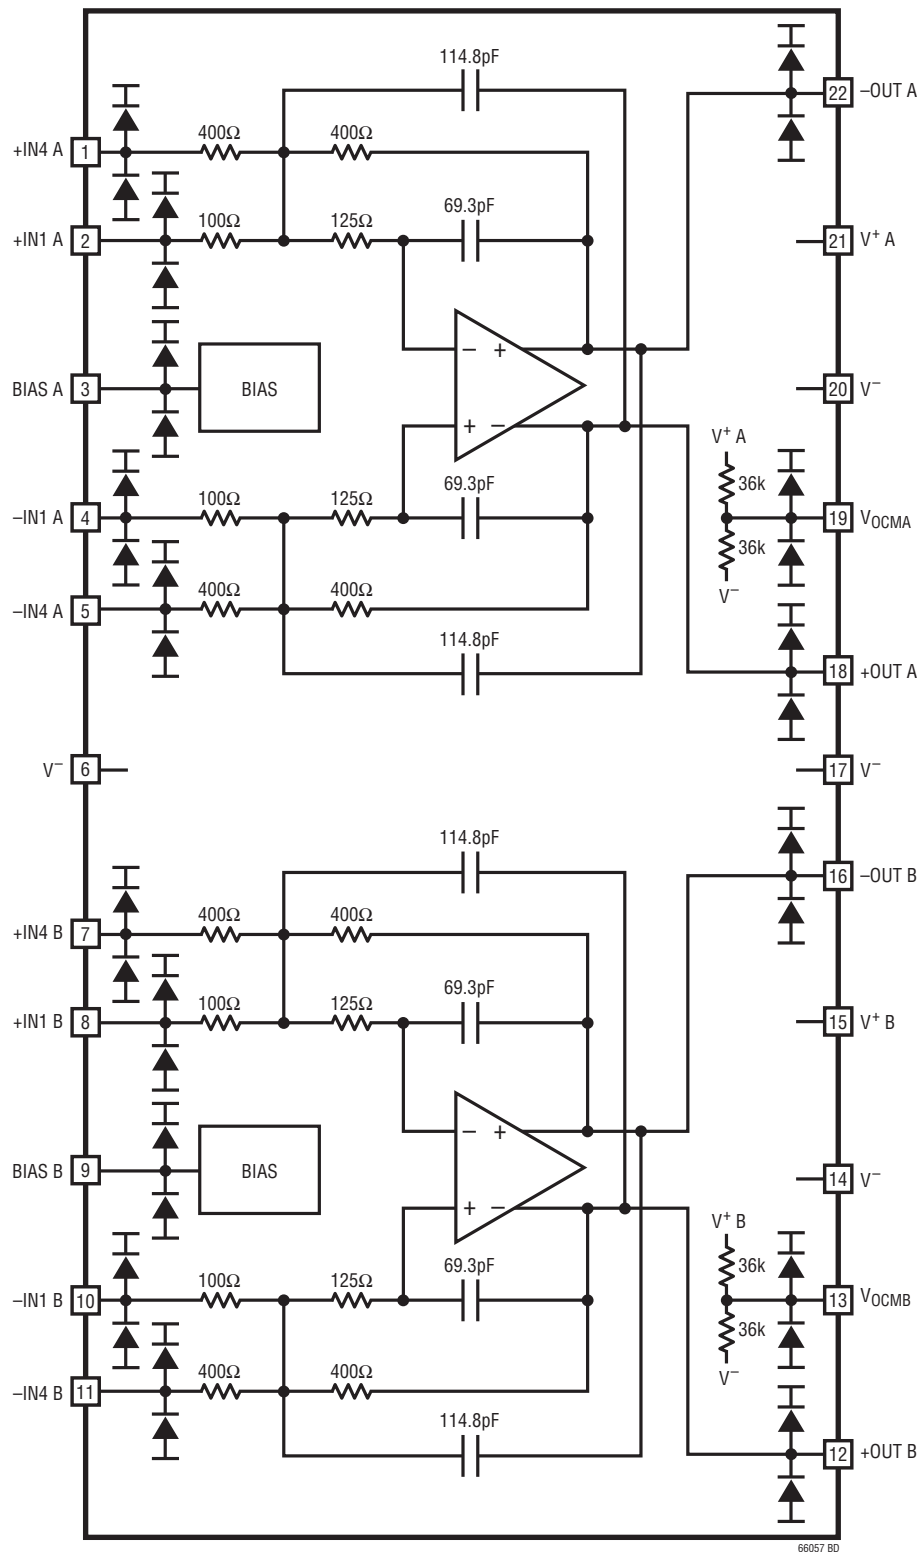 114.8pF
22 –OUT A
400Ω 400Ω
+IN4 A 1
69.3pF
100Ω 125Ω
+IN1 A 2
21 V+ A
– +
BIAS A 3 BIAS
20 V–
+ –
V+ A
36k
69.3pF
100Ω 125Ω
–IN1 A 4
19 VOCMA
36k
V–
400Ω 400Ω
–IN4 A 5
114.8pF
18 +OUT A
V– 6
17 V–
114.8pF
16 –OUT B
400Ω 400Ω
+IN4 B 7
69.3pF
100Ω 125Ω
+IN1 B 8
15 V+ B
– +
BIAS B 9 BIAS
14 V–
+ –
V+ B
36k
69.3pF
100Ω 125Ω
–IN1 B 10
13 VOCMB
36k
V–
400Ω 400Ω
–IN4 B 11
114.8pF
12 +OUT B
66057 BD